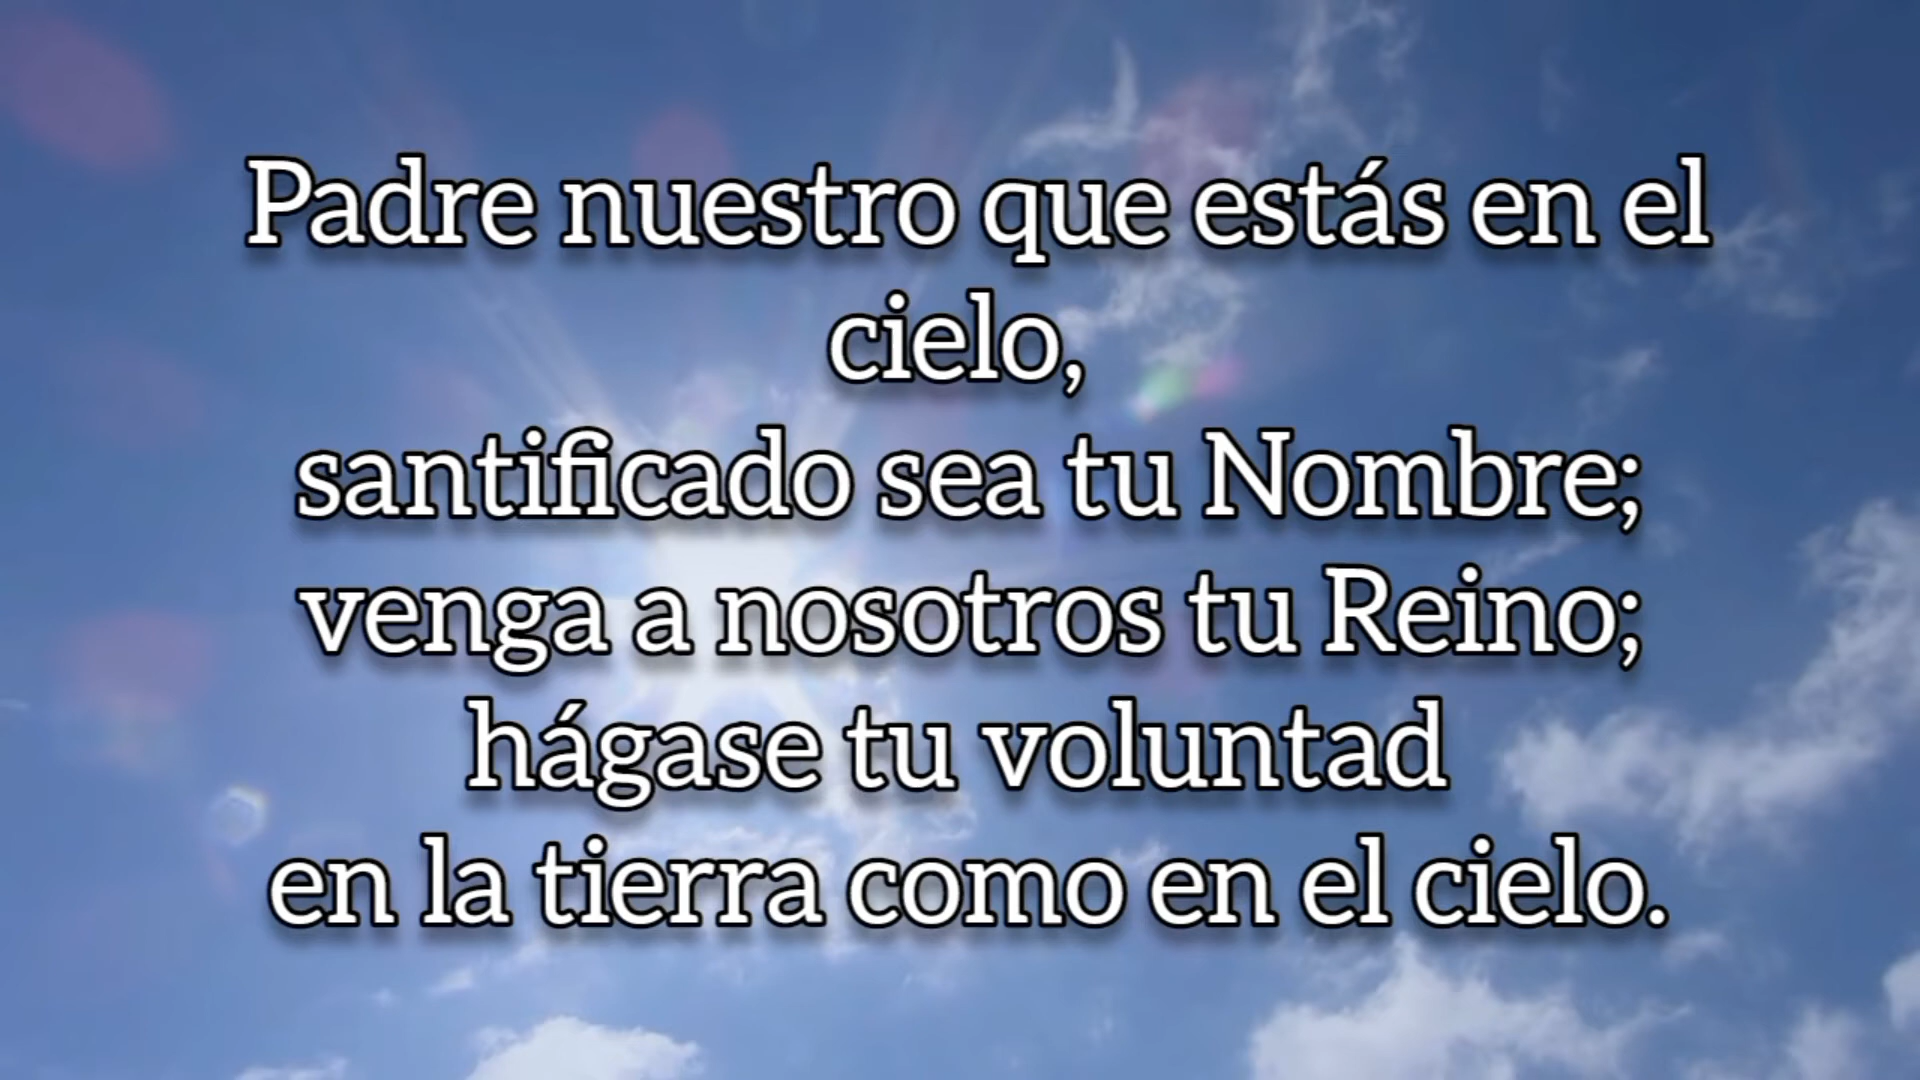 Padre nuestro que estás en el
cielo,
santificado sea tu Nombre;
venga a nosotros tu Reino;
hágase tu voluntad
en la tierra como en el cielo.